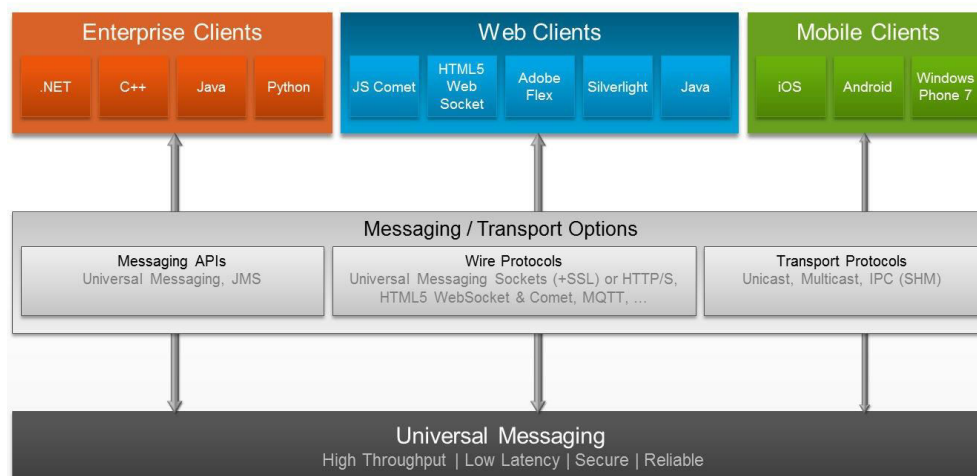 Enterprise Clients
.NET
C++
Java
Python
Web Clients
JS Comet
HTML5
Web
Socket
Adobe
Flex
Silverlight
Java
Mobile Clients
iOS
Android
Windows
Phone 7
Messaging / Transport Options
Messaging APIs
Universal Messaging, JMS
Wire Protocols
Universal Messaging Sockets (+SSL) or HTTP/S,
HTML5 WebSocket & Comet, MQTT, ...
Transport Protocols
Unicast, Multicast, IPC (SHM)
Universal Messaging
High Throughput | Low Latency | Secure | Reliable